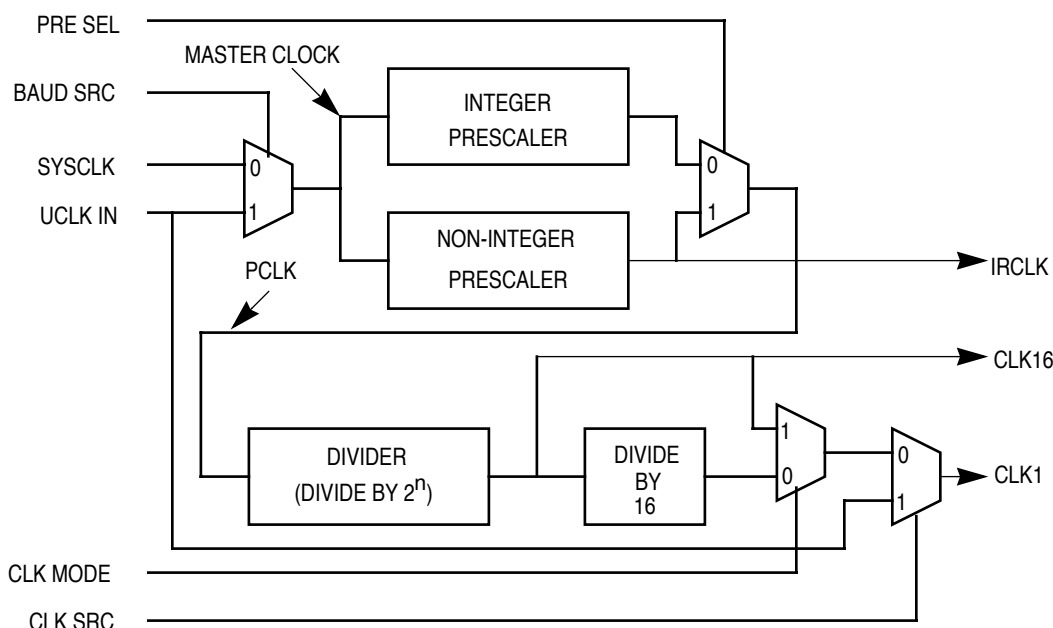 PRE SEL
MASTER CLOCK
BAUD SRC
INTEGER
PRESCALER
SYSCLK
0
0
UCLK IN
1
1
NON-INTEGER
PRESCALER
PCLK
IRCLK
CLK16
DIVIDER
(DIVIDE BY 2ⁿ)
DIVIDE
BY
16
1
0
0
1
CLK1
CLK MODE
CLK SRC